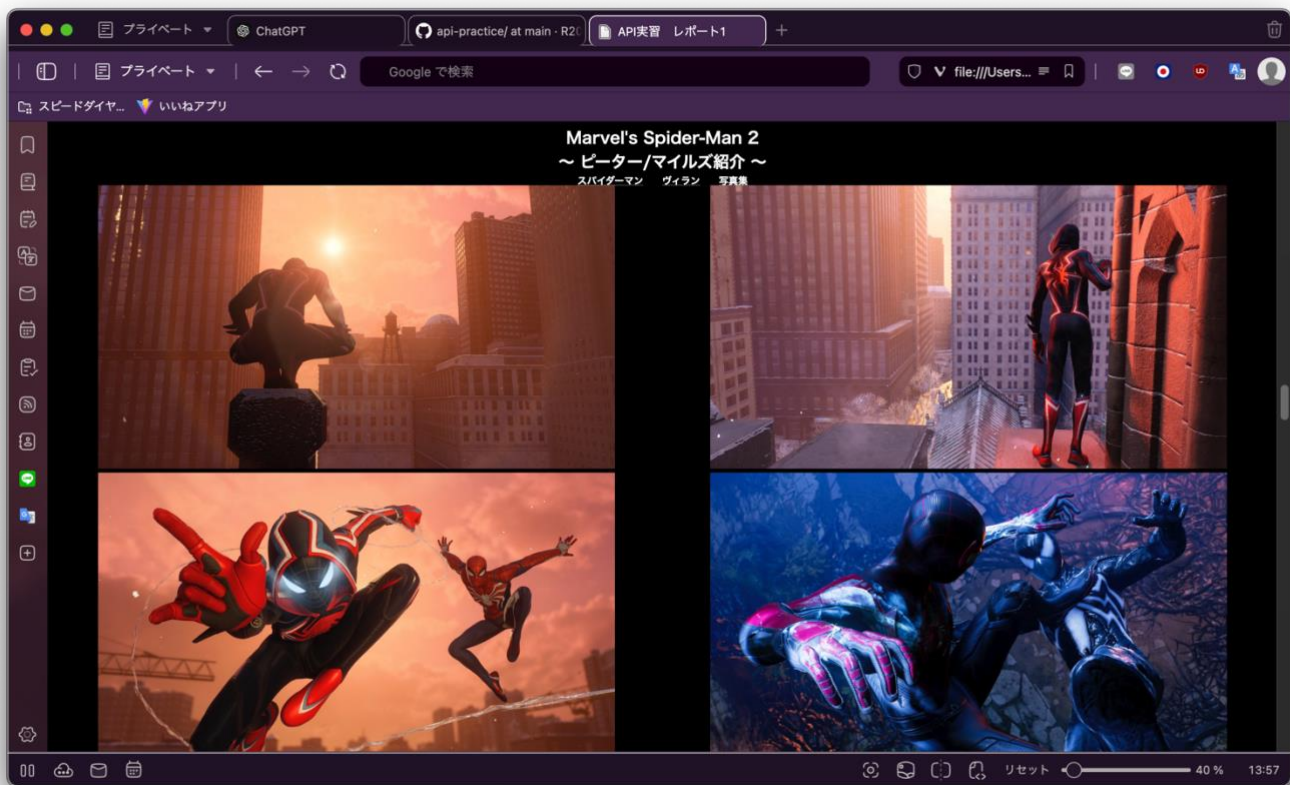 プライベート
ChatGPT
api-practice/ at main · R20
API実習　レポート1
プライベート
Google で検索
file:///Users...
スピードダイヤ...
いいねアプリ
Marvel's Spider-Man 2
〜 ピーター/マイルズ紹介 〜
スパイダーマン　ヴィラン　写真集
リセット
40 %
13:57